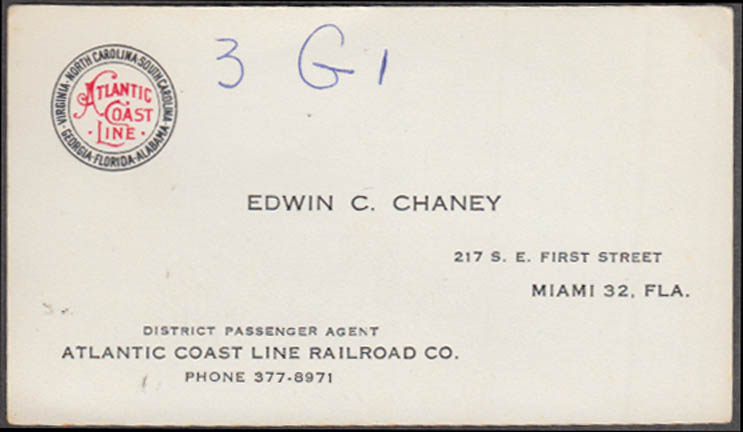 3 G1
VIRGINIA · NORTH CAROLINA · SOUTH CAROLINA
ATLANTIC
COAST
· LINE ·
· GEORGIA · FLORIDA · ALABAMA ·
EDWIN C. CHANEY
217 S. E. FIRST STREET
MIAMI 32, FLA.
DISTRICT PASSENGER AGENT
ATLANTIC COAST LINE RAILROAD CO.
PHONE 377-8971